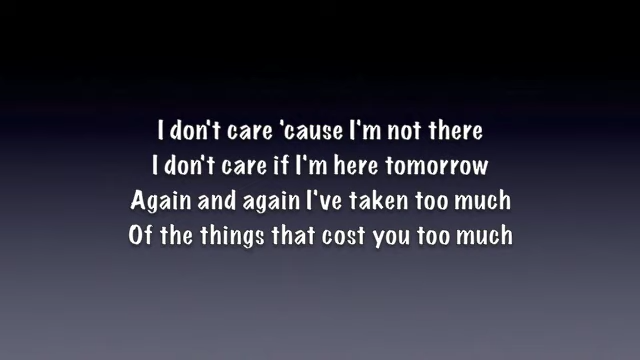 I don't care 'cause I'm not there
I don't care if I'm here tomorrow
Again and again I've taken too much
Of the things that cost you too much